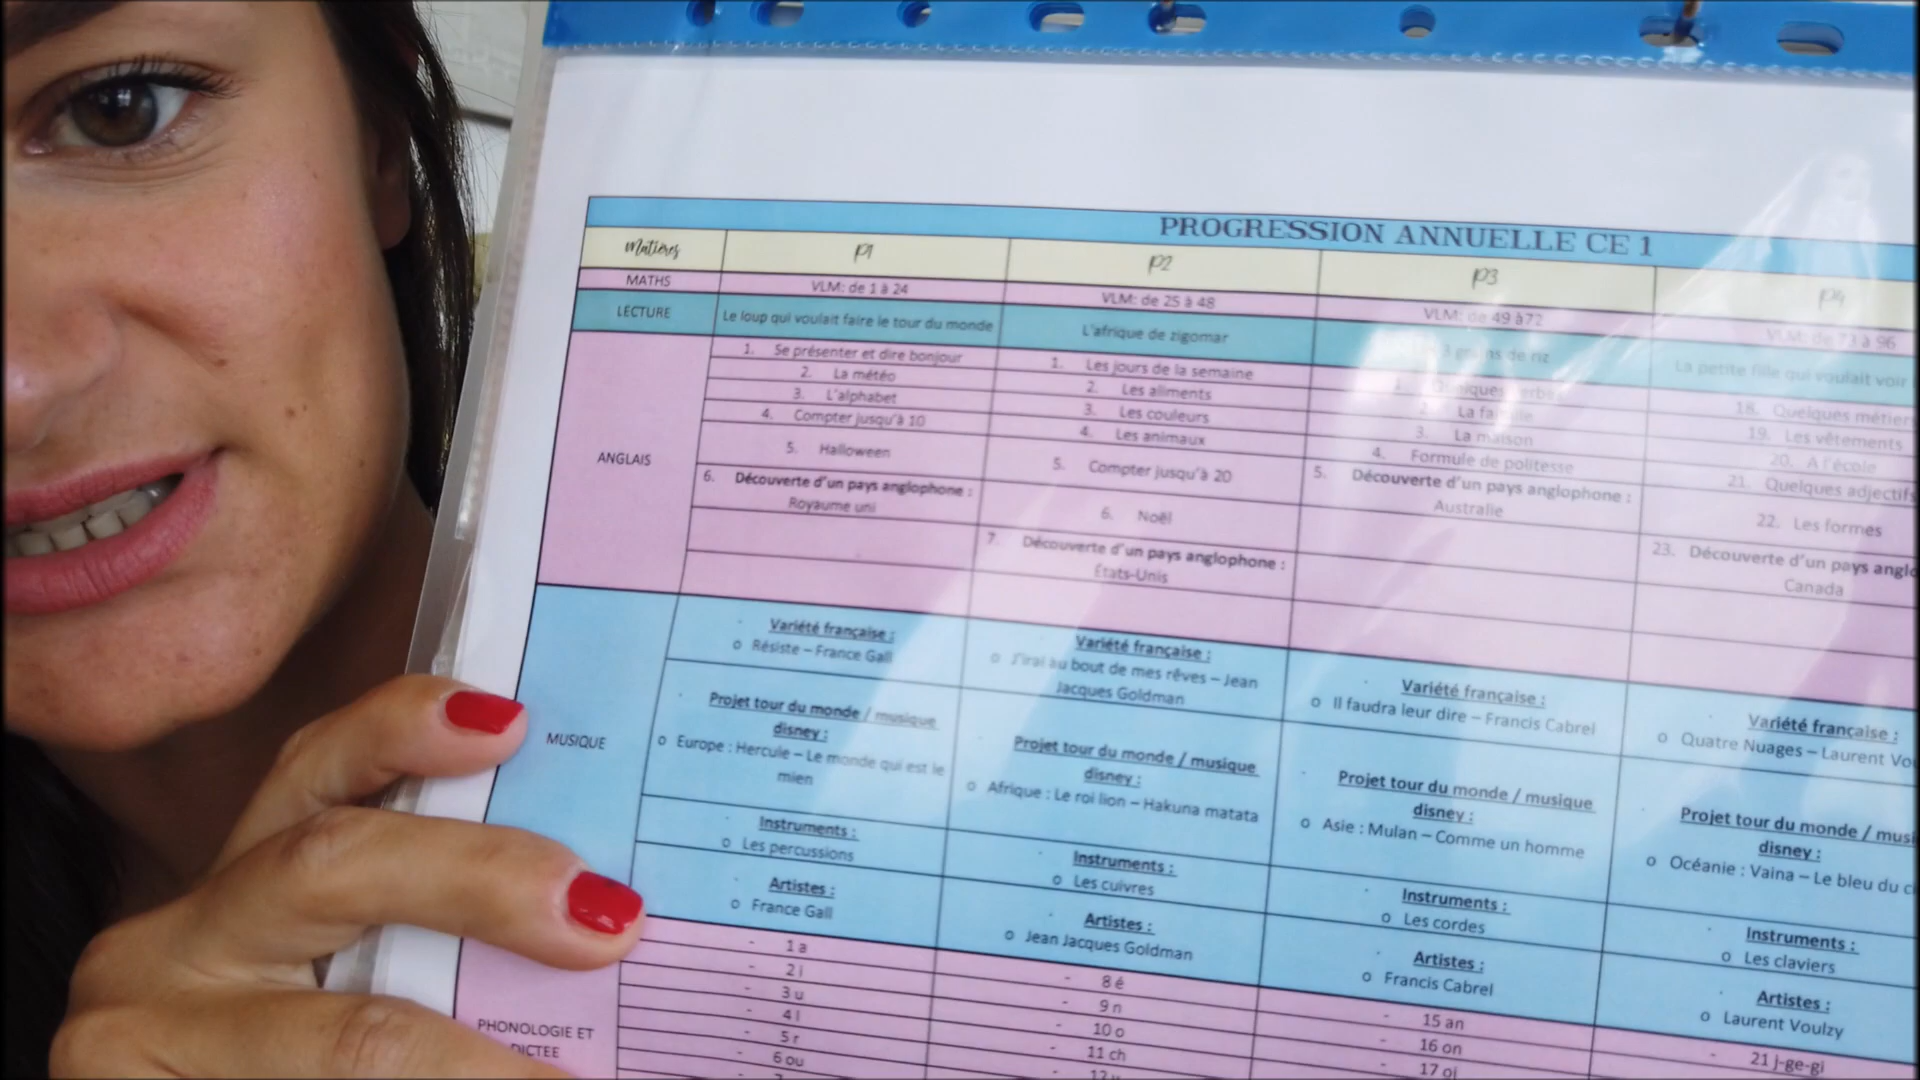 PROGRESSION ANNUELLE CE 1
Matières P1 P2 P3 P4
MATHS VLM: de 1 à 24 VLM: de 25 à 48 VLM: de 49 à72 VLM: de 73 à 96
LECTURE Le loup qui voulait faire le tour du monde L'afrique de zigomar 3 grains de riz La petite fille qui voulait voir
ANGLAIS
1. Se présenter et dire bonjour
2. La météo
3. L'alphabet
4. Compter jusqu'à 10
5. Halloween
6. Découverte d'un pays anglophone :
Royaume uni
1. Les jours de la semaine
2. Les aliments
3. Les couleurs
4. Les animaux
5. Compter jusqu'à 20
6. Noël
7. Découverte d'un pays anglophone :
États-Unis
2. La famille
3. La maison
4. Formule de politesse
5. Découverte d'un pays anglophone :
Australie
18. Quelques métiers
19. Les vêtements
20. A l'école
21. Quelques adjectifs
22. Les formes
23. Découverte d'un pays anglo
Canada
MUSIQUE
Variété française :
o Résiste – France Gall
Projet tour du monde / musique
disney :
o Europe : Hercule – Le monde qui est le
mien
Instruments :
o Les percussions
Artistes :
o France Gall
Variété française :
o J'irai au bout de mes rêves – Jean
Jacques Goldman
Projet tour du monde / musique
disney :
o Afrique : Le roi lion – Hakuna matata
Instruments :
o Les cuivres
Artistes :
o Jean Jacques Goldman
Variété française :
o Il faudra leur dire – Francis Cabrel
Projet tour du monde / musique
disney :
o Asie : Mulan – Comme un homme
Instruments :
o Les cordes
Artistes :
o Francis Cabrel
Variété française :
o Quatre Nuages – Laurent Vo
Projet tour du monde / musi
disney :
o Océanie : Vaina – Le bleu du c
Instruments :
o Les claviers
Artistes :
o Laurent Voulzy
PHONOLOGIE ET
DICTEE
- 1 a
- 2 i
- 3 u
- 4 l
- 5 r
- 6 ou
- 8 é
- 9 n
- 10 o
- 11 ch
- 15 an
- 16 on
- 17 oi
- 21 j-ge-gi